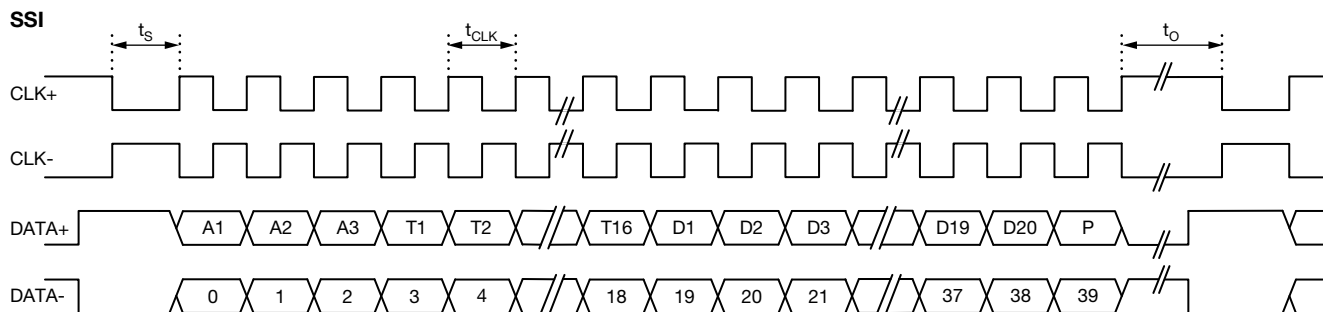 SSI
tS tCLK tO
CLK+
CLK-
DATA+ A1 A2 A3 T1 T2 T16 D1 D2 D3 D19 D20 P
DATA- 0 1 2 3 4 18 19 20 21 37 38 39